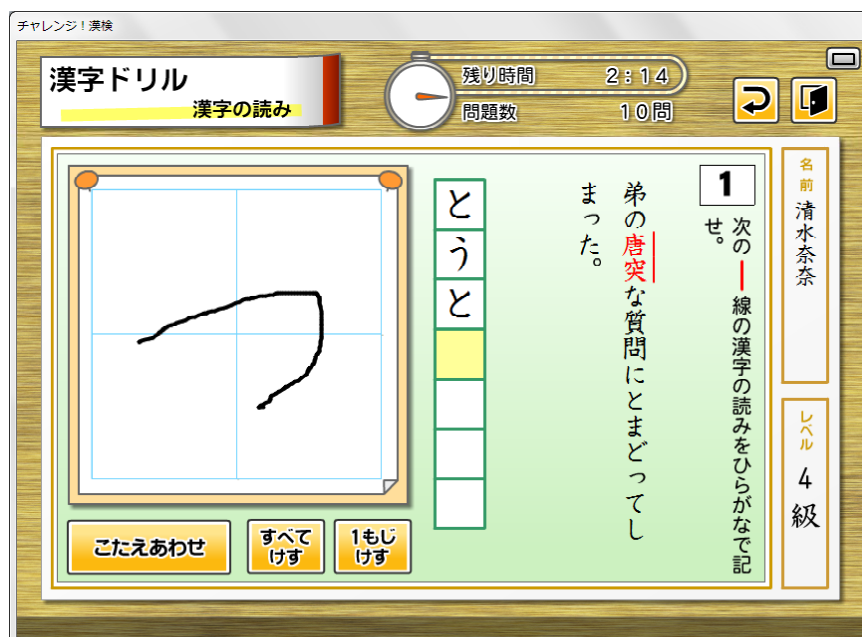 チャレンジ！漢検
漢字ドリル
漢字の読み
残り時間 2:14
問題数 10問
名前 清水奈奈
レベル 4級
1
次の ー 線の漢字の読みをひらがなで記
せ。
弟の唐突な質問にとまどってし
まった。
とうと
つ
こたえあわせ
すべて
けす
1もじ
けす